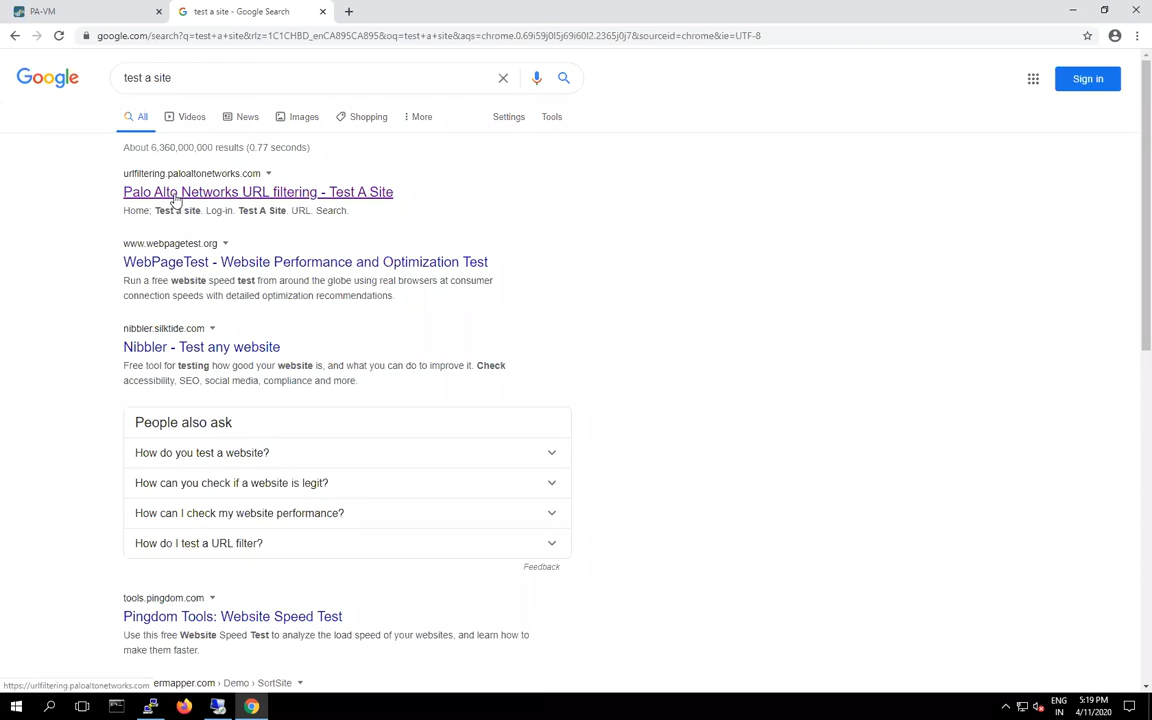 PA-VM
test a site - Google Search
google.com/search?q=test+a+site&rlz=1C1CHBD_enCA895CA895&oq=test+a+site&aqs=chrome.0.69i59j0l5j69i60l2.2365j0j7&sourceid=chrome&ie=UTF-8
Google
test a site
Sign in
All Videos News Images Shopping More Settings Tools
About 6,360,000,000 results (0.77 seconds)
urlfiltering.paloaltonetworks.com
Palo Alto Networks URL filtering - Test A Site
Home; Test a site. Log-in. Test A Site. URL. Search.
www.webpagetest.org
WebPageTest - Website Performance and Optimization Test
Run a free website speed test from around the globe using real browsers at consumer
connection speeds with detailed optimization recommendations.
nibbler.silktide.com
Nibbler - Test any website
Free tool for testing how good your website is, and what you can do to improve it. Check
accessibility, SEO, social media, compliance and more.
People also ask
How do you test a website?
How can you check if a website is legit?
How can I check my website performance?
How do I test a URL filter?
Feedback
tools.pingdom.com
Pingdom Tools: Website Speed Test
Use this free Website Speed Test to analyze the load speed of your websites, and learn how to
make them faster.
ermapper.com › Demo › SortSite
https://urlfiltering.paloaltonetworks.com
ENG
IN
5:19 PM
4/11/2020